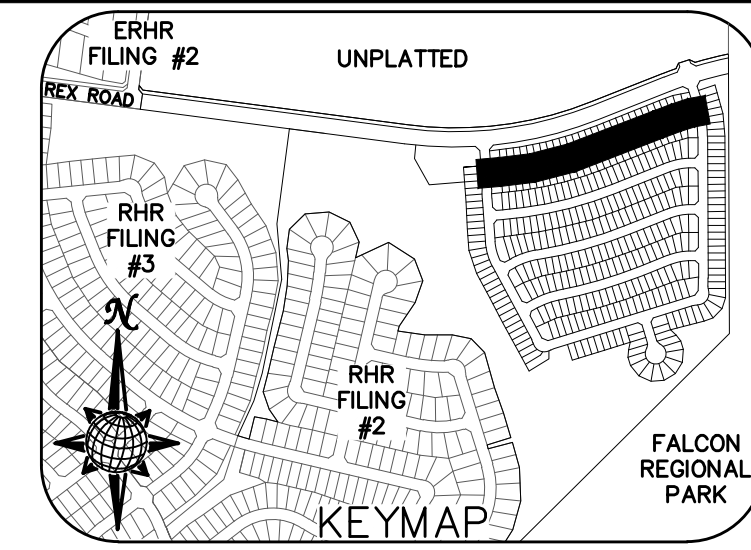 ERHR
FILING #2
UNPLATTED
REX ROAD
RHR
FILING
#3
N
RHR
FILING
#2
FALCON
REGIONAL
PARK
KEYMAP